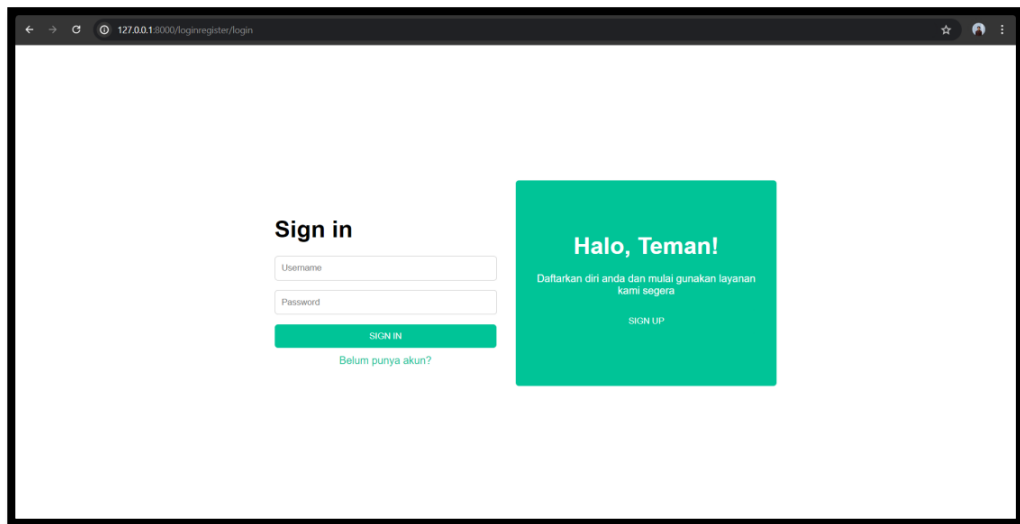 127.0.0.1:8000/loginregister/login
Sign in
Username
Password
SIGN IN
Belum punya akun?
Halo, Teman!
Daftarkan diri anda dan mulai gunakan layanan
kami segera
SIGN UP